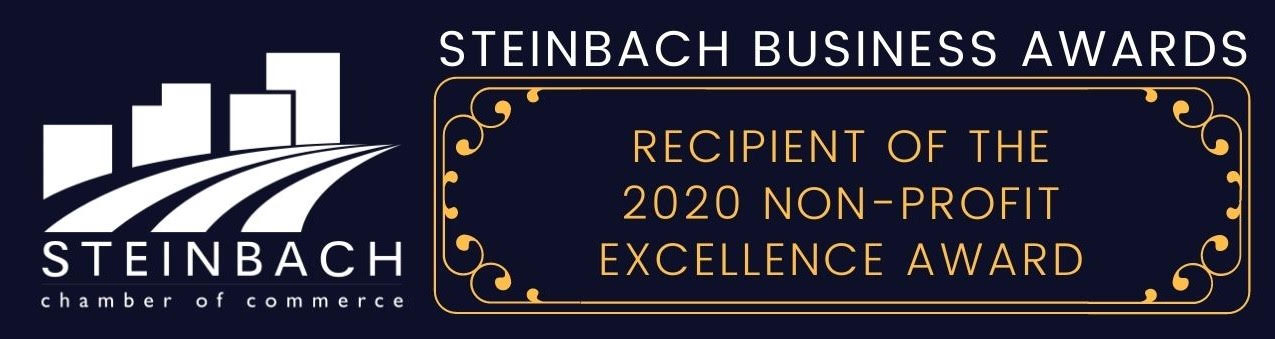 STEINBACH
chamber of commerce
STEINBACH BUSINESS AWARDS
RECIPIENT OF THE
2020 NON-PROFIT
EXCELLENCE AWARD